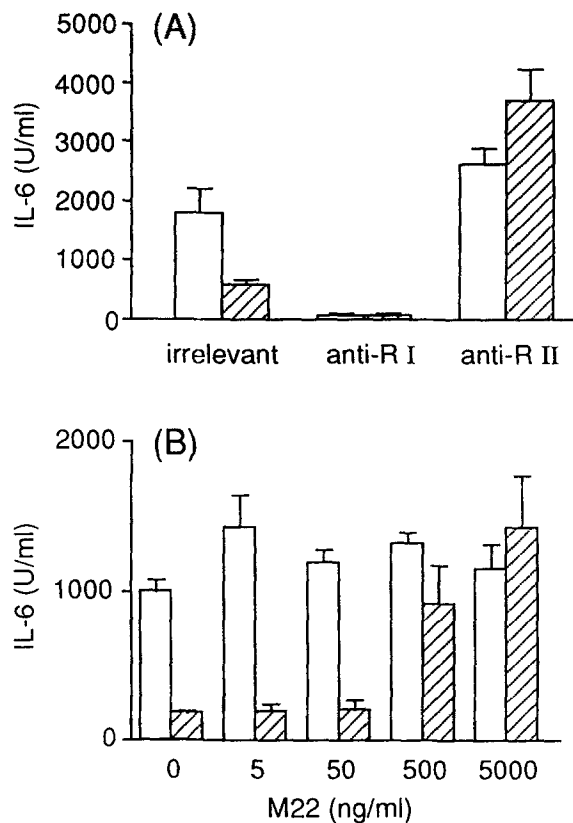 (A)
IL-6 (U/ml)
5000
4000
3000
2000
1000
0
irrelevant anti-R I anti-R II
(B)
IL-6 (U/ml)
2000
1000
0
0 5 50 500 5000
M22 (ng/ml)